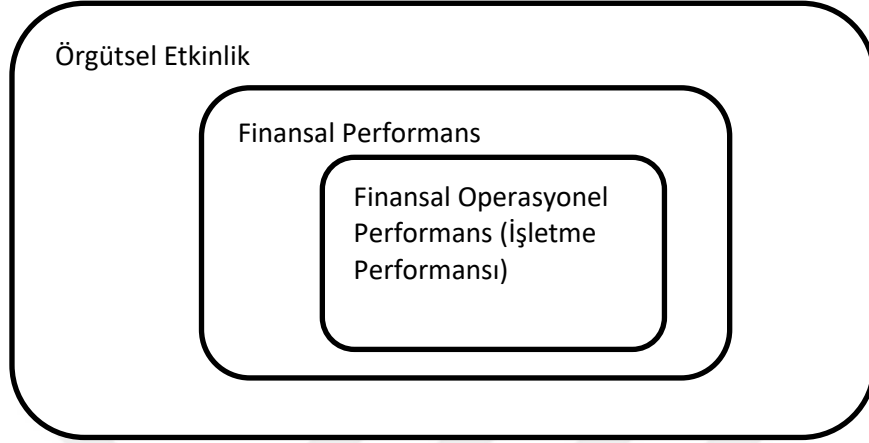 Örgütsel Etkinlik
Finansal Performans
Finansal Operasyonel
Performans (İşletme
Performansı)